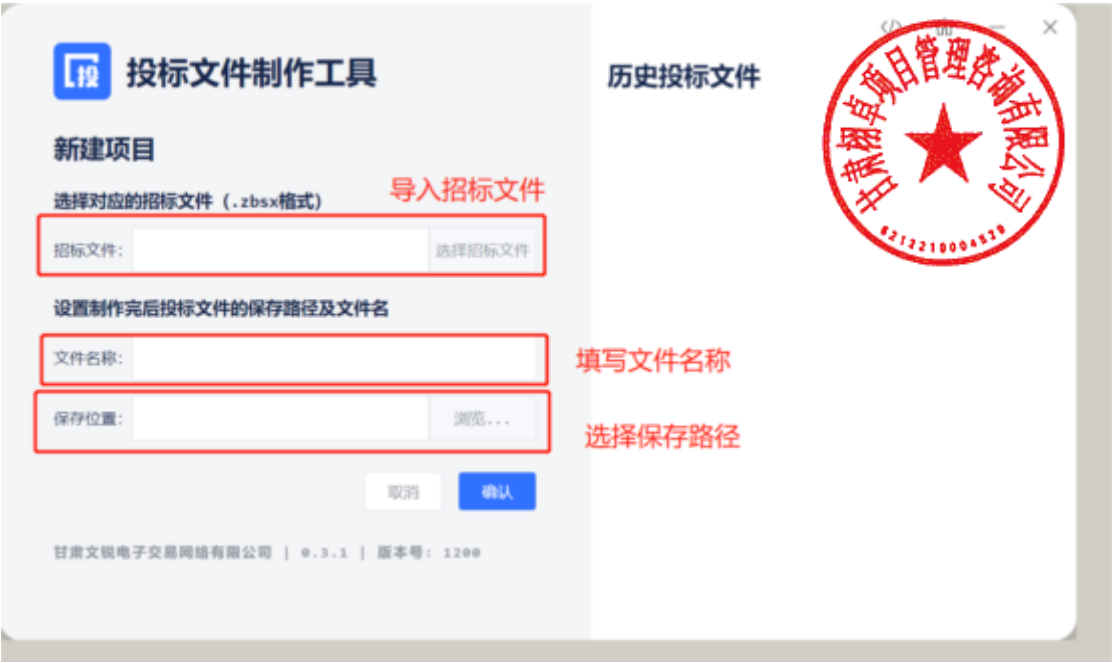 投标文件制作工具
新建项目
选择对应的招标文件（.zbsx格式）
导入招标文件
招标文件：
选择招标文件
设置制作完后投标文件的保存路径及文件名
文件名称：
填写文件名称
保存位置：
浏览...
选择保存路径
取消
确认
甘肃文锐电子交易网络有限公司 | 0.3.1 | 版本号: 1200
历史投标文件
甘肃翊卓项目管理咨询有限公司
投